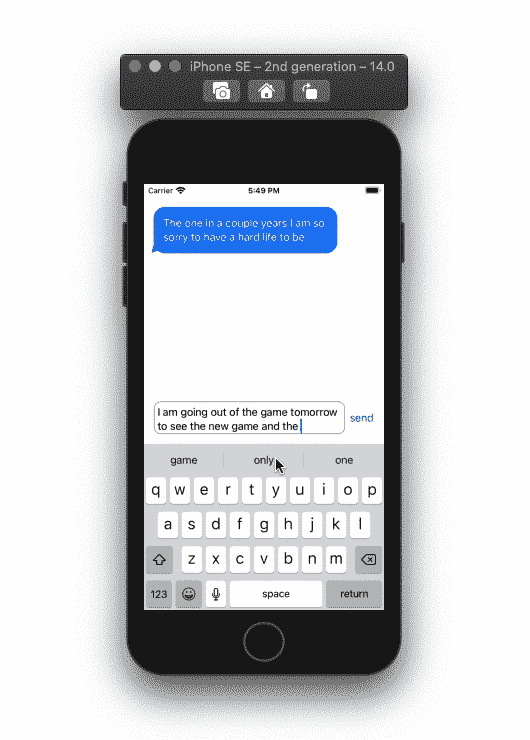 iPhone SE – 2nd generation – 14.0
Carrier 5:49 PM
The one in a couple years I am so
sorry to have a hard life to be
I am going out of the game tomorrow
to see the new game and the
send
game only one
q w e r t y u i o p
a s d f g h j k l
z x c v b n m
123 space return